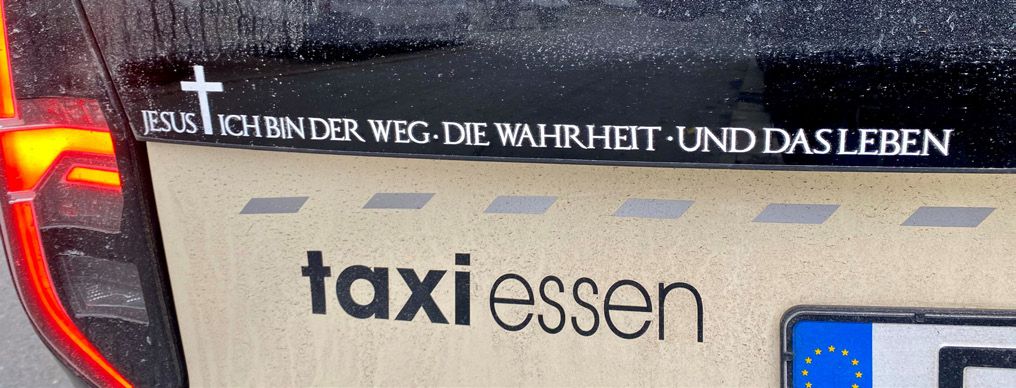 JESUS ICH BIN DER WEG · DIE WAHRHEIT · UND DAS LEBEN
taxi essen